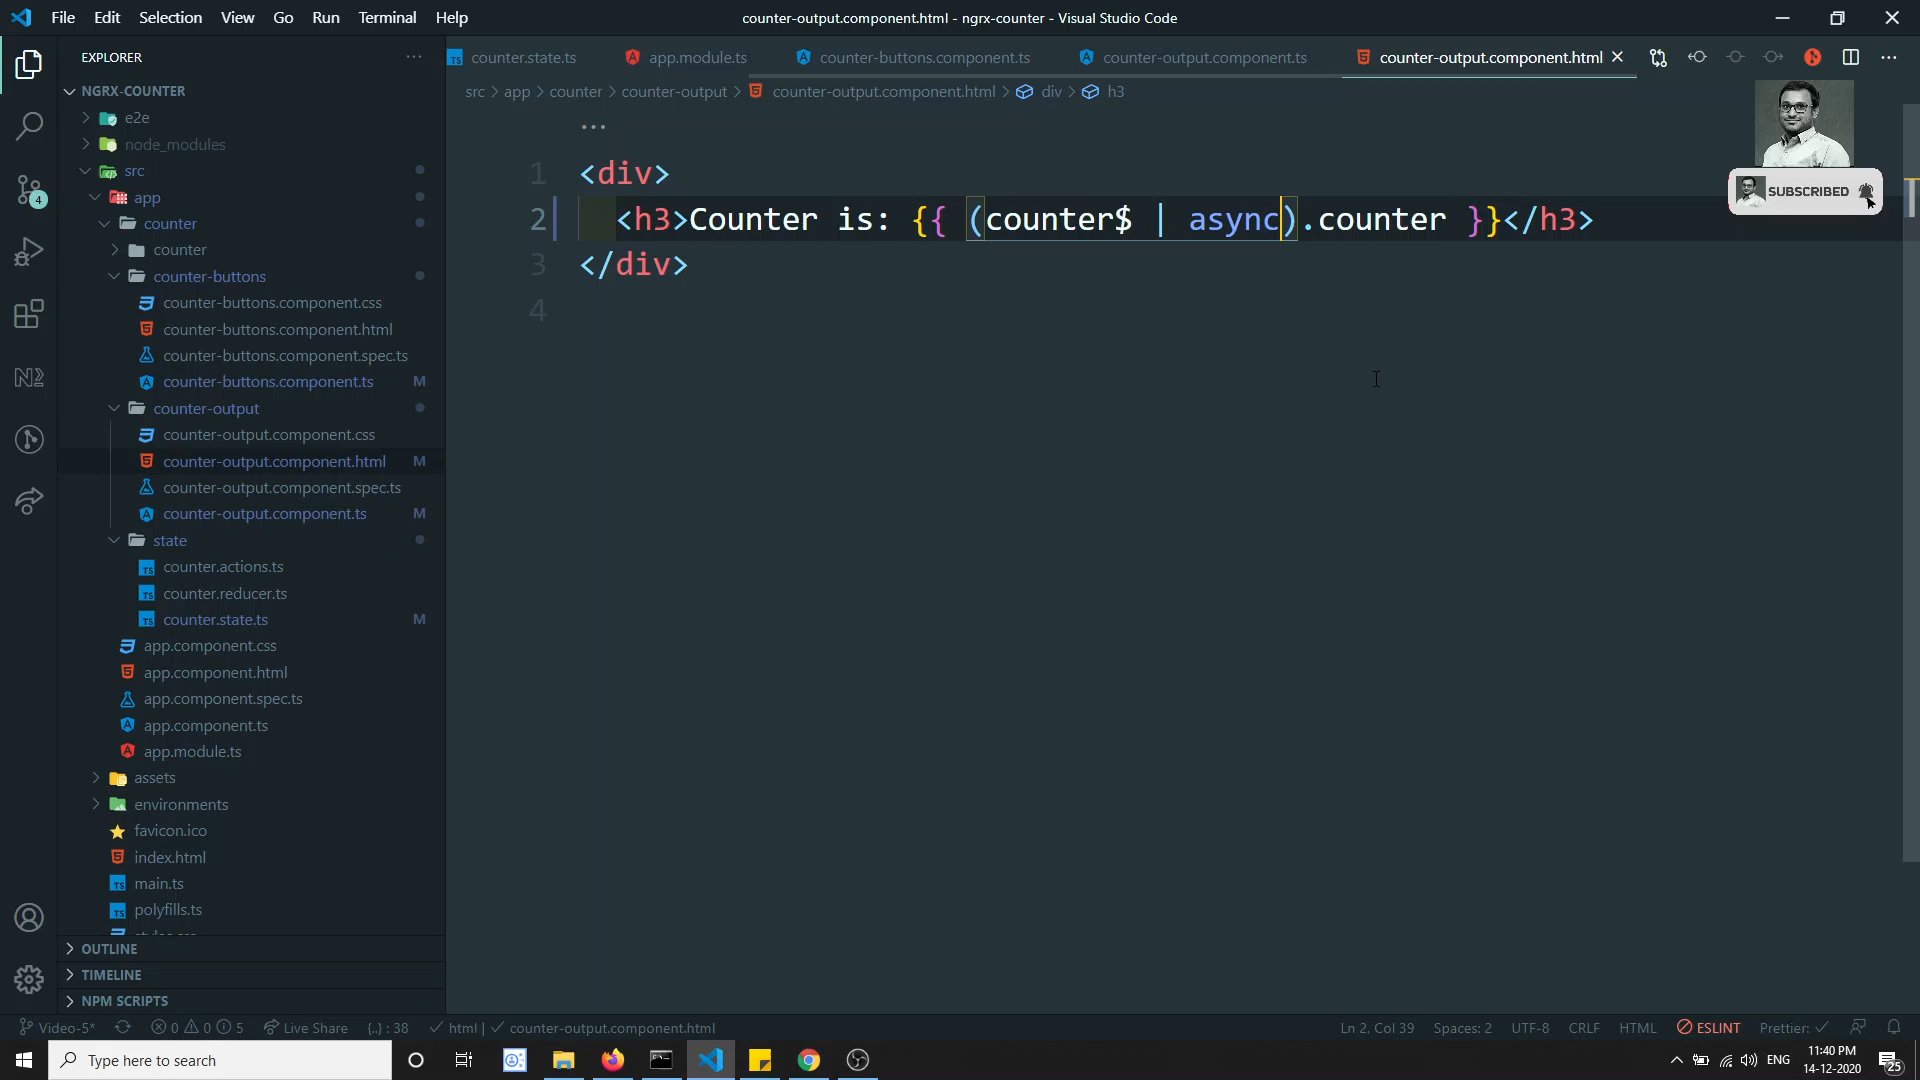 File Edit Selection View Go Run Terminal Help
counter-output.component.html - ngrx-counter - Visual Studio Code
EXPLORER
counter.state.ts
app.module.ts
counter-buttons.component.ts
counter-output.component.ts
counter-output.component.html
NGRX-COUNTER
src > app > counter > counter-output > counter-output.component.html > div > h3
e2e
node_modules
src
app
counter
counter
counter-buttons
counter-buttons.component.css
counter-buttons.component.html
counter-buttons.component.spec.ts
counter-buttons.component.ts M
counter-output
counter-output.component.css
counter-output.component.html M
counter-output.component.spec.ts
counter-output.component.ts M
state
counter.actions.ts
counter.reducer.ts
counter.state.ts M
app.component.css
app.component.html
app.component.spec.ts
app.component.ts
app.module.ts
assets
environments
favicon.ico
index.html
main.ts
polyfills.ts
OUTLINE
TIMELINE
NPM SCRIPTS
4
1 <div>
2 <h3>Counter is: {{ (counter$ | async).counter }}</h3>
3 </div>
4
SUBSCRIBED
Video-5* 0 0 5 Live Share {..} : 38 html | counter-output.component.html
Ln 2, Col 39 Spaces: 2 UTF-8 CRLF HTML ESLINT Prettier:
Type here to search
ENG
11:40 PM
14-12-2020
25